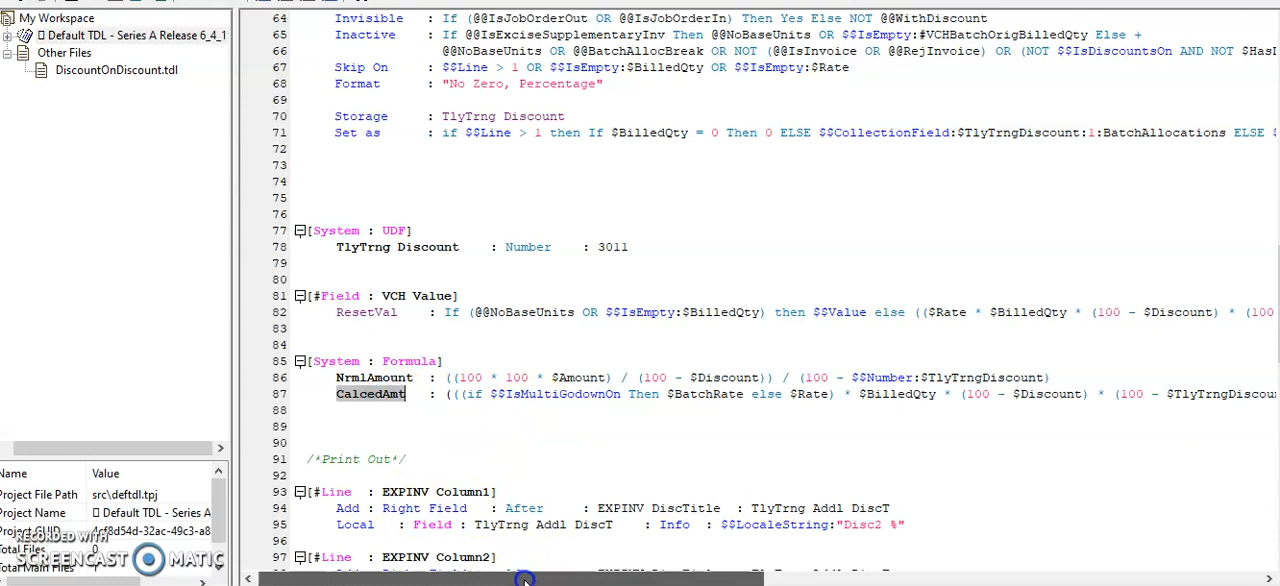 My Workspace
Default TDL - Series A Release 6_4_1
Other Files
DiscountOnDiscount.tdl
Name Value
Project File Path src\deftdl.tpj
Project Name Default TDL - Series A
Project GUID 4cf8d54d-32ac-49c3-a8
Total Files 0
RECORDED WITH
SCREENCAST MATIC
64 Invisible : If (@@IsJobOrderOut OR @@IsJobOrderIn) Then Yes Else NOT @@WithDiscount
65 Inactive : If @@IsExciseSupplementaryInv Then @@NoBaseUnits OR $$IsEmpty:#VCHBatchOrigBilledQty Else +
66 @@NoBaseUnits OR @@BatchAllocBreak OR NOT (@@IsInvoice OR @@RejInvoice) OR (NOT $$IsDiscountsOn AND NOT $HasI
67 Skip On : $$Line > 1 OR $$IsEmpty:$BilledQty OR $$IsEmpty:$Rate
68 Format : "No Zero, Percentage"
69
70 Storage : TlyTrng Discount
71 Set as : if $$Line > 1 then If $BilledQty = 0 Then 0 ELSE $$CollectionField:$TlyTrngDiscount:1:BatchAllocations ELSE $
72
73
74
75
76
77 [System : UDF]
78 TlyTrng Discount : Number : 3011
79
80
81 [#Field : VCH Value]
82 ResetVal : If (@@NoBaseUnits OR $$IsEmpty:$BilledQty) then $$Value else (($Rate * $BilledQty * (100 - $Discount) * (100
83
84
85 [System : Formula]
86 NrmlAmount : ((100 * 100 * $Amount) / (100 - $Discount)) / (100 - $$Number:$TlyTrngDiscount)
87 CalcedAmt : (((if $$IsMultiGodownOn Then $BatchRate else $Rate) * $BilledQty * (100 - $Discount) * (100 - $TlyTrngDiscou
88
89
90
91 /*Print Out*/
92
93 [#Line : EXPINV Column1]
94 Add : Right Field : After : EXPINV DiscTitle : TlyTrng Addl DiscT
95 Local : Field : TlyTrng Addl DiscT : Info : $$LocaleString:"Disc2 %"
96
97 [#Line : EXPINV Column2]